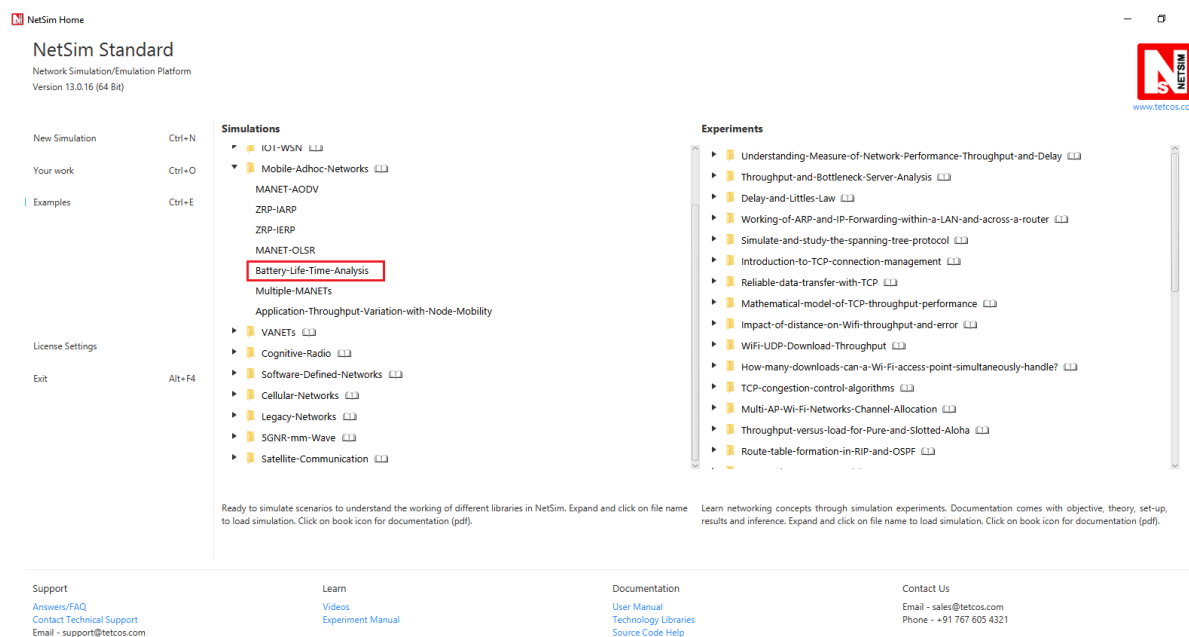 NetSim Home
NetSim Standard
Network Simulation/Emulation Platform
Version 13.0.16 (64 Bit)
NETSIM
www.tetcos.co
New Simulation Ctrl+N
Your work Ctrl+O
Examples Ctrl+E
License Settings
Exit Alt+F4
Simulations
IOT-WSN
Mobile-Adhoc-Networks
MANET-AODV
ZRP-IARP
ZRP-IERP
MANET-OLSR
Battery-Life-Time-Analysis
Multiple-MANETs
Application-Throughput-Variation-with-Node-Mobility
VANETs
Cognitive-Radio
Software-Defined-Networks
Cellular-Networks
Legacy-Networks
5GNR-mm-Wave
Satellite-Communication
Ready to simulate scenarios to understand the working of different libraries in NetSim. Expand and click on file name
to load simulation. Click on book icon for documentation (pdf).
Experiments
Understanding-Measure-of-Network-Performance-Throughput-and-Delay
Throughput-and-Bottleneck-Server-Analysis
Delay-and-Littles-Law
Working-of-ARP-and-IP-Forwarding-within-a-LAN-and-across-a-router
Simulate-and-study-the-spanning-tree-protocol
Introduction-to-TCP-connection-management
Reliable-data-transfer-with-TCP
Mathematical-model-of-TCP-throughput-performance
Impact-of-distance-on-Wifi-throughput-and-error
WiFi-UDP-Download-Throughput
How-many-downloads-can-a-Wi-Fi-access-point-simultaneously-handle?
TCP-congestion-control-algorithms
Multi-AP-Wi-Fi-Networks-Channel-Allocation
Throughput-versus-load-for-Pure-and-Slotted-Aloha
Route-table-formation-in-RIP-and-OSPF
Learn networking concepts through simulation experiments. Documentation comes with objective, theory, set-up,
results and inference. Expand and click on file name to load simulation. Click on book icon for documentation (pdf).
Support
Answers/FAQ
Contact Technical Support
Email - support@tetcos.com
Learn
Videos
Experiment Manual
Documentation
User Manual
Technology Libraries
Source Code Help
Contact Us
Email - sales@tetcos.com
Phone - +91 767 605 4321